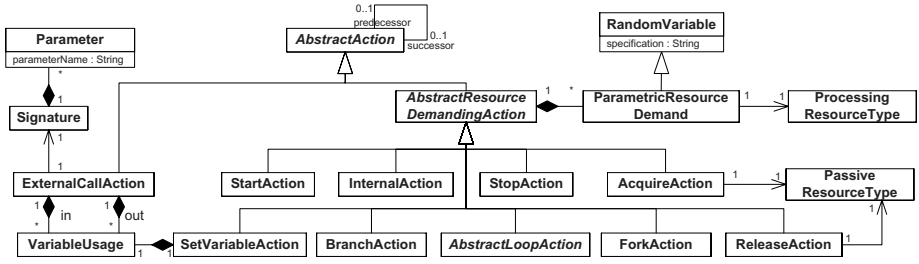 0..1
predecessor
0..1
successor
AbstractAction
Parameter
parameterName : String
*
1
Signature
1
1
ExternalCallAction
1
in
*
1
out
*
VariableUsage
1
1
RandomVariable
specification : String
AbstractResource
DemandingAction
1
*
ParametricResource
Demand
1
1
Processing
ResourceType
StartAction
InternalAction
StopAction
AcquireAction
1
1
Passive
ResourceType
1
SetVariableAction
BranchAction
AbstractLoopAction
ForkAction
ReleaseAction
1